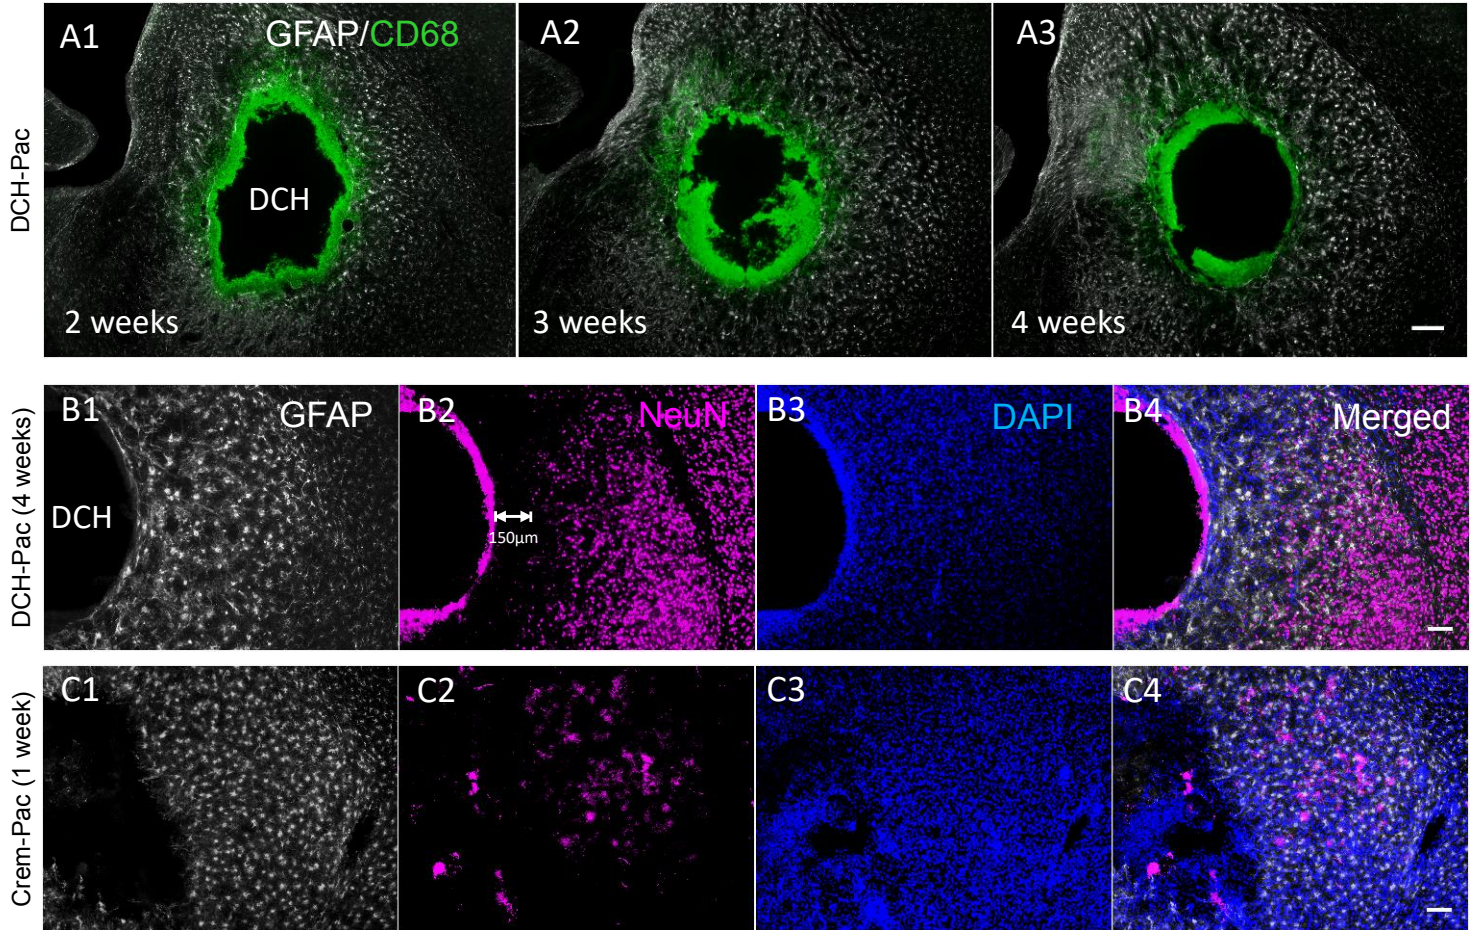 DCH-Pac
A1
GFAP/CD68
DCH
2 weeks
A2
3 weeks
A3
4 weeks
DCH-Pac (4 weeks)
B1
GFAP
DCH
B2
NeuN
150µm
B3
DAPI
B4
Merged
Crem-Pac (1 week)
C1
C2
C3
C4